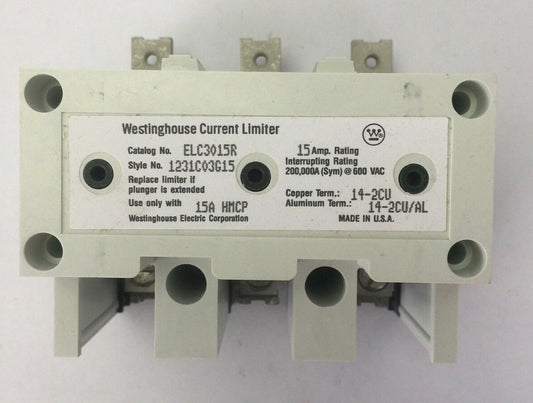 Westinghouse Current Limiter
Catalog No. ELC3015R
Style No. 1231C03G15
Replace limiter if
plunger is extended
Use only with 15A HMCP
Westinghouse Electric Corporation
W
15 Amp. Rating
Interrupting Rating
200,000A (Sym) @ 600 VAC
Copper Term.: 14-2CU
Aluminum Term.: 14-2CU/AL
MADE IN U.S.A.